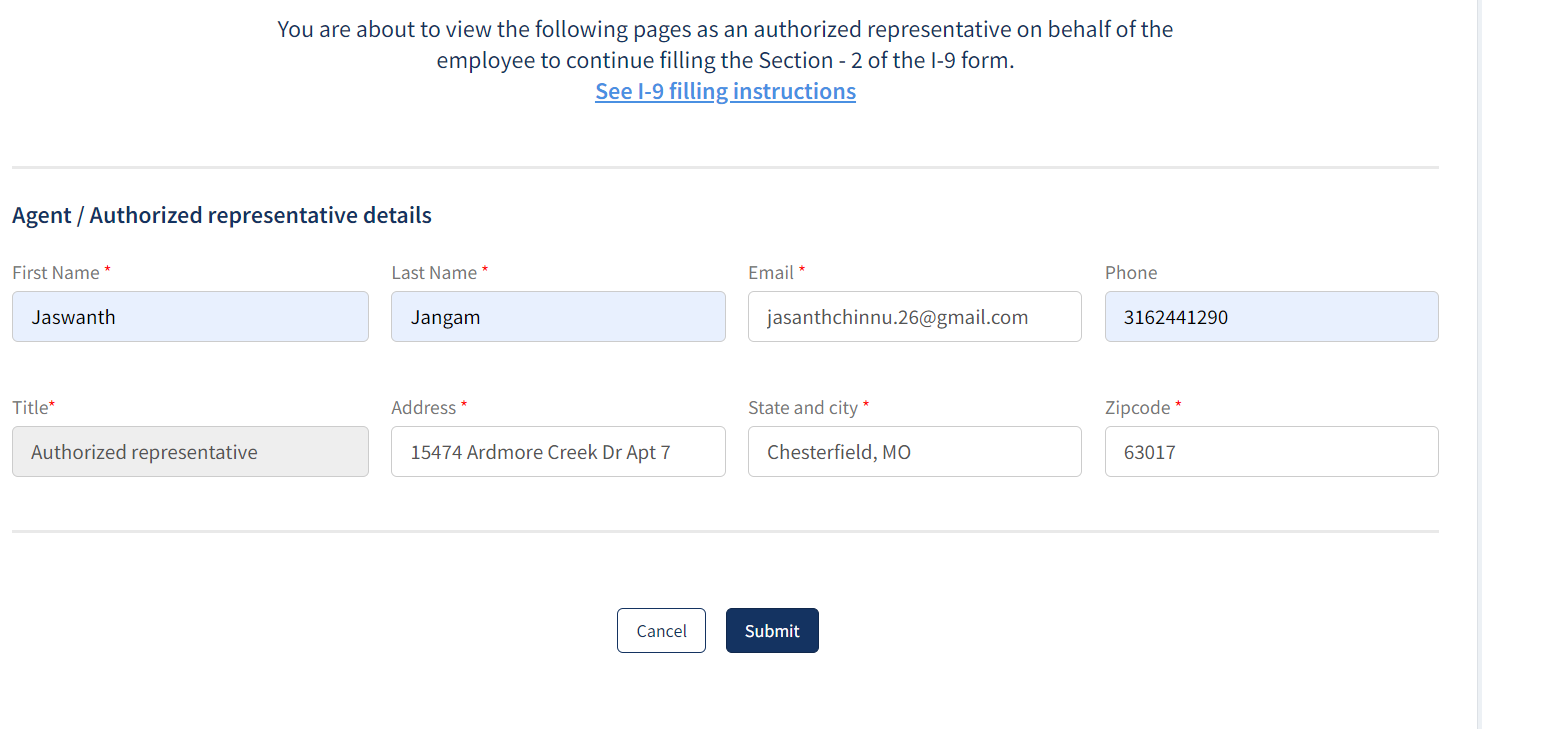 You are about to view the following pages as an authorized representative on behalf of the
employee to continue filling the Section - 2 of the I-9 form.
See I-9 filling instructions
Agent / Authorized representative details
First Name * Last Name * Email * Phone
Jaswanth Jangam jasanthchinnu.26@gmail.com 3162441290
Title* Address * State and city * Zipcode *
Authorized representative 15474 Ardmore Creek Dr Apt 7 Chesterfield, MO 63017
Cancel Submit